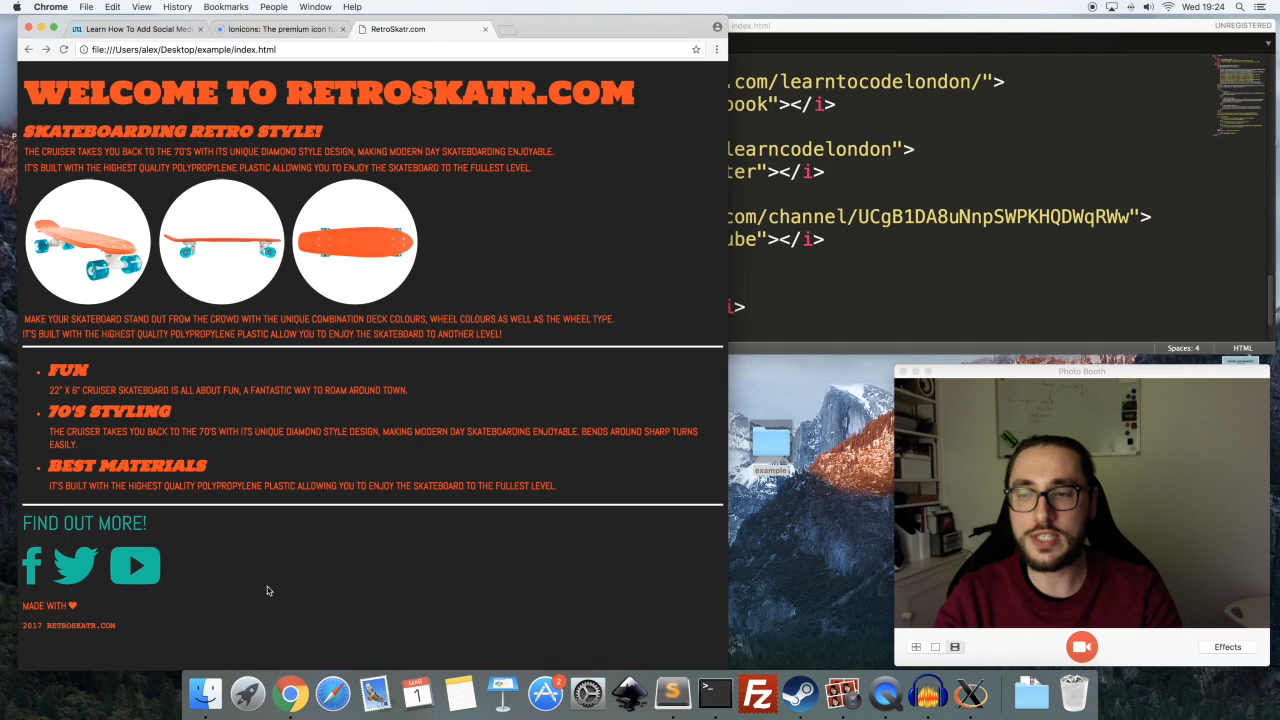 Chrome File Edit View History Bookmarks People Window Help
Wed 19:24
Learn How To Add Social Med
Ionicons: The premium icon fo
RetroSkatr.com
file:///Users/alex/Desktop/example/index.html
WELCOME TO RETROSKATR.COM
SKATEBOARDING RETRO STYLE!
THE CRUISER TAKES YOU BACK TO THE 70'S WITH ITS UNIQUE DIAMOND STYLE DESIGN, MAKING MODERN DAY SKATEBOARDING ENJOYABLE.
IT'S BUILT WITH THE HIGHEST QUALITY POLYPROPYLENE PLASTIC ALLOWING YOU TO ENJOY THE SKATEBOARD TO THE FULLEST LEVEL.
MAKE YOUR SKATEBOARD STAND OUT FROM THE CROWD WITH THE UNIQUE COMBINATION DECK COLOURS, WHEEL COLOURS AS WELL AS THE WHEEL TYPE.
IT'S BUILT WITH THE HIGHEST QUALITY POLYPROPYLENE PLASTIC ALLOW YOU TO ENJOY THE SKATEBOARD TO ANOTHER LEVEL!
FUN
22" X 6" CRUISER SKATEBOARD IS ALL ABOUT FUN, A FANTASTIC WAY TO ROAM AROUND TOWN.
70'S STYLING
THE CRUISER TAKES YOU BACK TO THE 70'S WITH ITS UNIQUE DIAMOND STYLE DESIGN, MAKING MODERN DAY SKATEBOARDING ENJOYABLE. BENDS AROUND SHARP TURNS
EASILY.
BEST MATERIALS
IT'S BUILT WITH THE HIGHEST QUALITY POLYPROPYLENE PLASTIC ALLOWING YOU TO ENJOY THE SKATEBOARD TO THE FULLEST LEVEL.
FIND OUT MORE!
MADE WITH
2017 RETROSKATR.COM
index.html
UNREGISTERED
.com/learntocodelondon/">
book"></i>
learncodelondon">
ter"></i>
com/channel/UCgB1DA8uNnpSWPKHQDWqRWw">
ube"></i>
i>
Spaces: 4
HTML
example
Photo Booth
Effects
MAR
1
2